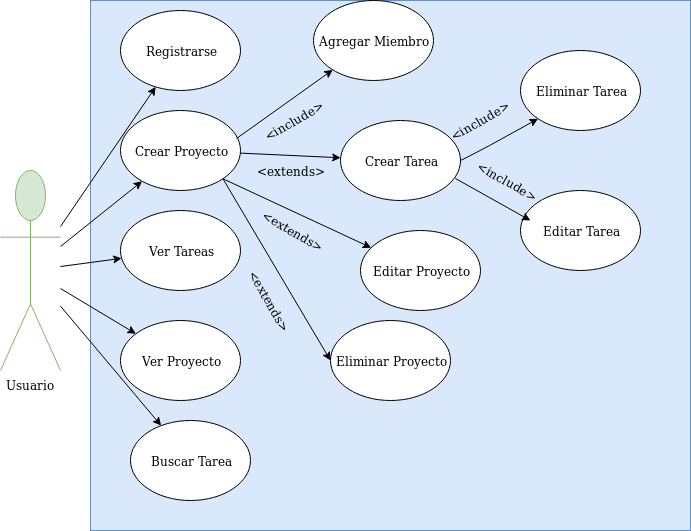 Registrarse
Agregar Miembro
Eliminar Tarea
<include>
<include>
Crear Proyecto
Crear Tarea
<extends>
<include>
Usuario
Ver Tareas
<extends>
Editar Tarea
Editar Proyecto
<extends>
Ver Proyecto
Eliminar Proyecto
Buscar Tarea